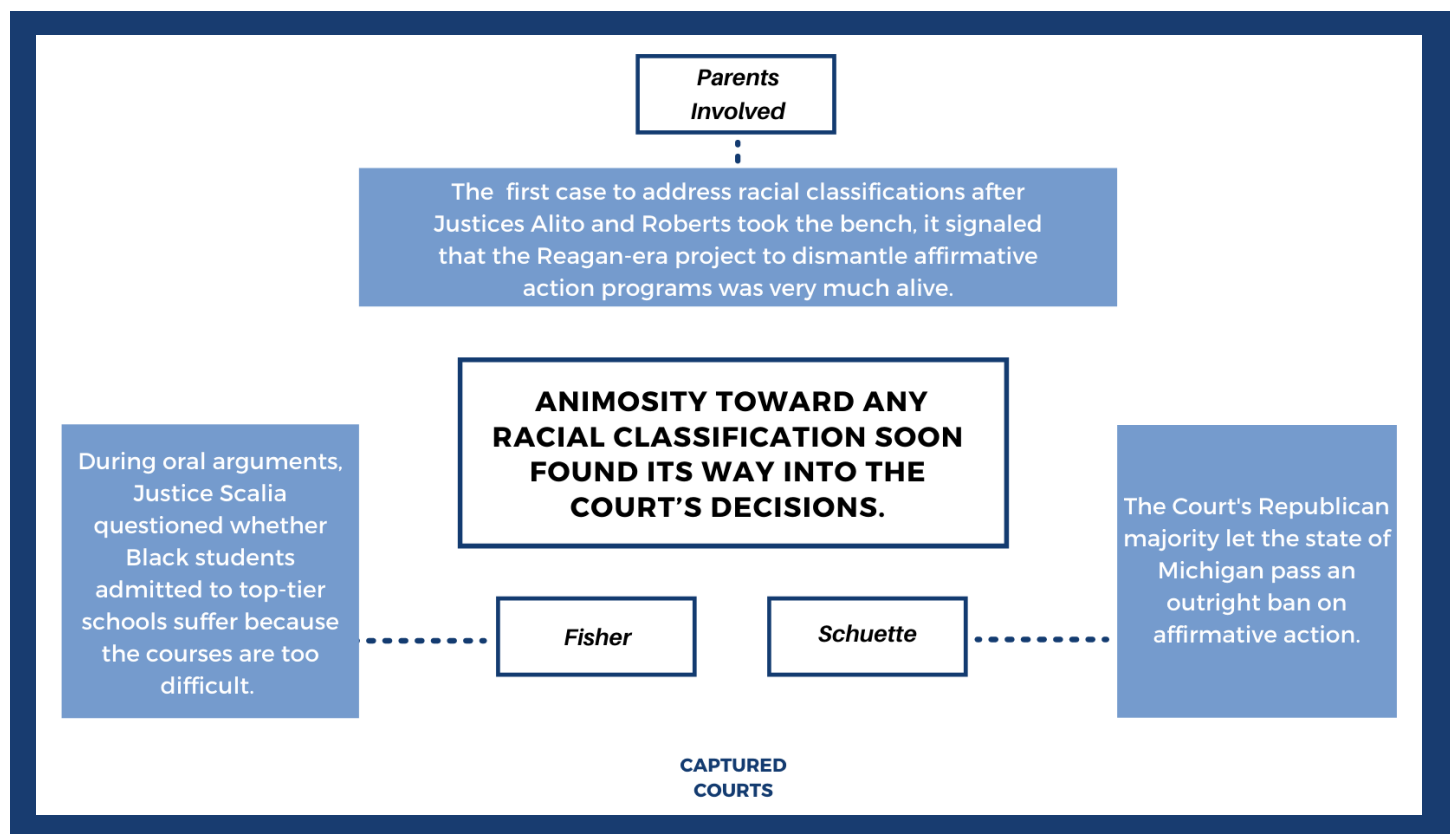 Parents
Involved
The  first case to address racial classifications after
Justices Alito and Roberts took the bench, it signaled
that the Reagan-era project to dismantle affirmative
action programs was very much alive.
ANIMOSITY TOWARD ANY
RACIAL CLASSIFICATION SOON
FOUND ITS WAY INTO THE
COURT’S DECISIONS.
During oral arguments,
Justice Scalia
questioned whether
Black students
admitted to top-tier
schools suffer because
the courses are too
difficult.
Fisher
Schuette
The Court's Republican
majority let the state of
Michigan pass an
outright ban on
affirmative action.
CAPTURED
COURTS